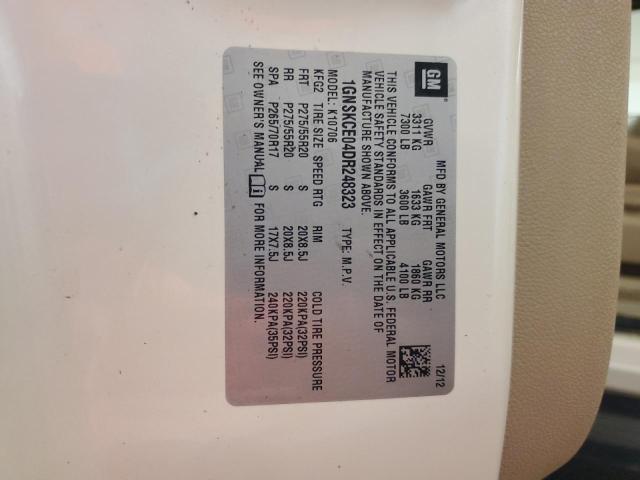 GM
MFD BY GENERAL MOTORS LLC 12/12
GVWR GAWR FRT GAWR RR
3311 KG 1633 KG 1860 KG
7300 LB 3600 LB 4100 LB
THIS VEHICLE CONFORMS TO ALL APPLICABLE U.S. FEDERAL MOTOR
VEHICLE SAFETY STANDARDS IN EFFECT ON THE DATE OF
MANUFACTURE SHOWN ABOVE.
1GNSKCE04DR248323 TYPE: M.P.V.
MODEL: K10706
KFG2 TIRE SIZE SPEED RTG RIM COLD TIRE PRESSURE
FRT P275/55R20 S 20X8.5J 220KPA(32PSI)
RR P275/55R20 S 20X8.5J 220KPA(32PSI)
SPA P265/70R17 S 17X7.5J 240KPA(35PSI)
SEE OWNER'S MANUAL FOR MORE INFORMATION.